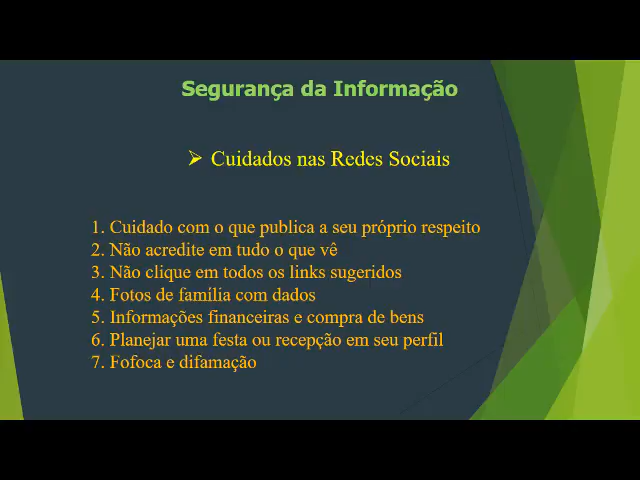 Segurança da Informação
➢ Cuidados nas Redes Sociais
1. Cuidado com o que publica a seu próprio respeito
2. Não acredite em tudo o que vê
3. Não clique em todos os links sugeridos
4. Fotos de família com dados
5. Informações financeiras e compra de bens
6. Planejar uma festa ou recepção em seu perfil
7. Fofoca e difamação